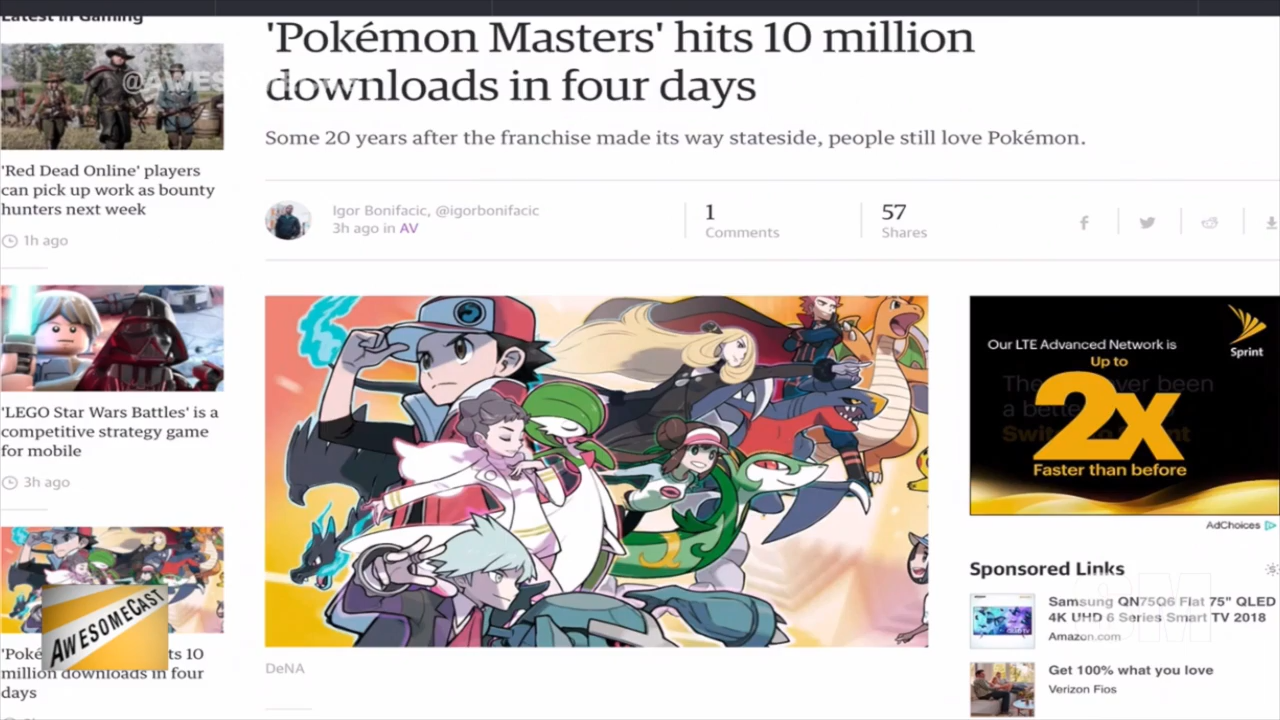 Latest in Gaming
'Pokémon Masters' hits 10 million
downloads in four days
Some 20 years after the franchise made its way stateside, people still love Pokémon.
Igor Bonifacic, @igorbonifacic
3h ago in AV
1
Comments
57
Shares
'Red Dead Online' players
can pick up work as bounty
hunters next week
1h ago
'LEGO Star Wars Battles' is a
competitive strategy game
for mobile
3h ago
AWESOMECAST
'Poké ts 10
million downloads in four
days
DeNA
Our LTE Advanced Network is
Up to
2x
Faster than before
Sprint
AdChoices
Sponsored Links
Samsung QN75Q6 Flat 75" QLED
4K UHD 6 Series Smart TV 2018
Amazon.com
Get 100% what you love
Verizon Fios